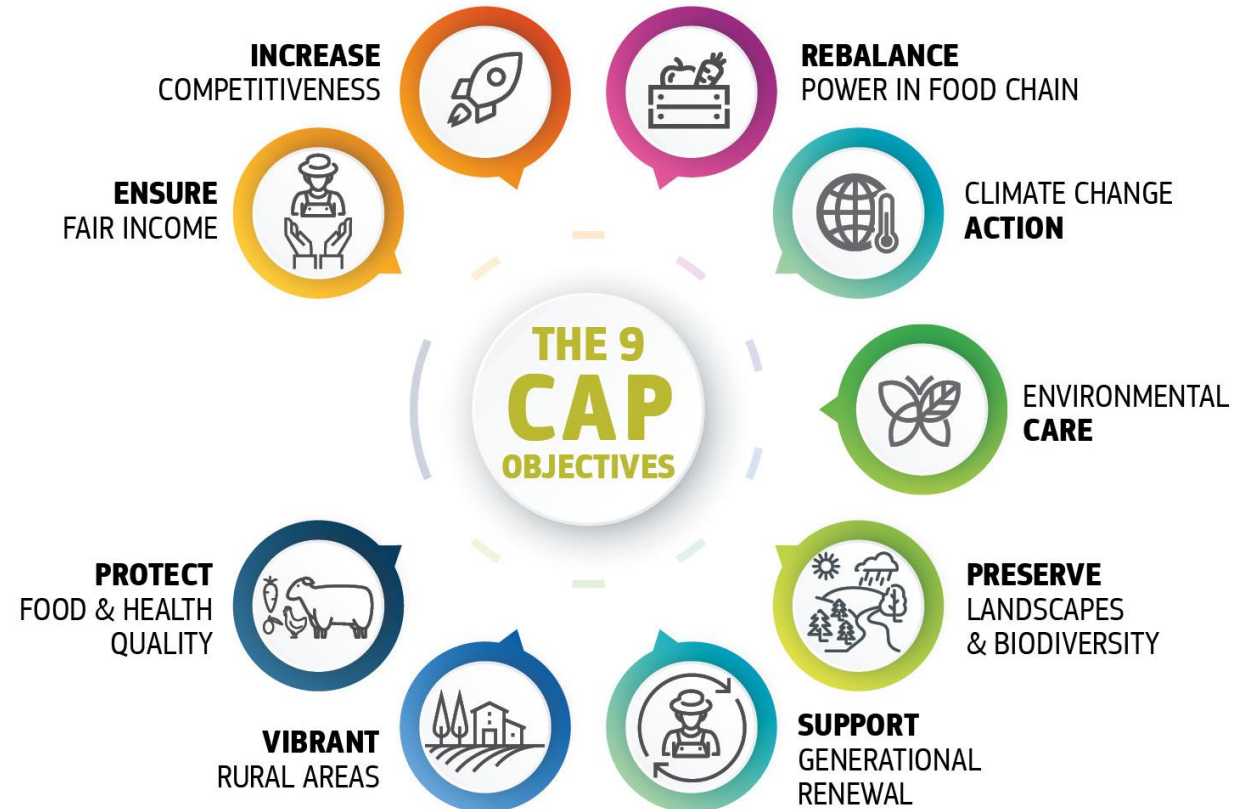 THE 9
CAP
OBJECTIVES
ENSURE
FAIR INCOME
INCREASE
COMPETITIVENESS
REBALANCE
POWER IN FOOD CHAIN
CLIMATE CHANGE
ACTION
ENVIRONMENTAL
CARE
PRESERVE
LANDSCAPES
& BIODIVERSITY
SUPPORT
GENERATIONAL
RENEWAL
VIBRANT
RURAL AREAS
PROTECT
FOOD & HEALTH
QUALITY